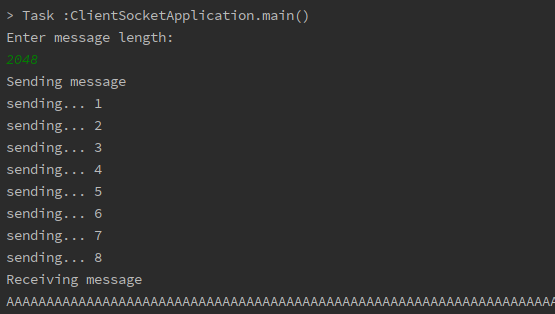 > Task :ClientSocketApplication.main()
Enter message length:
2048
Sending message
sending... 1
sending... 2
sending... 3
sending... 4
sending... 5
sending... 6
sending... 7
sending... 8
Receiving message
AAAAAAAAAAAAAAAAAAAAAAAAAAAAAAAAAAAAAAAAAAAAAAAAAAAAAAAAAAAAAAAAAAAAA